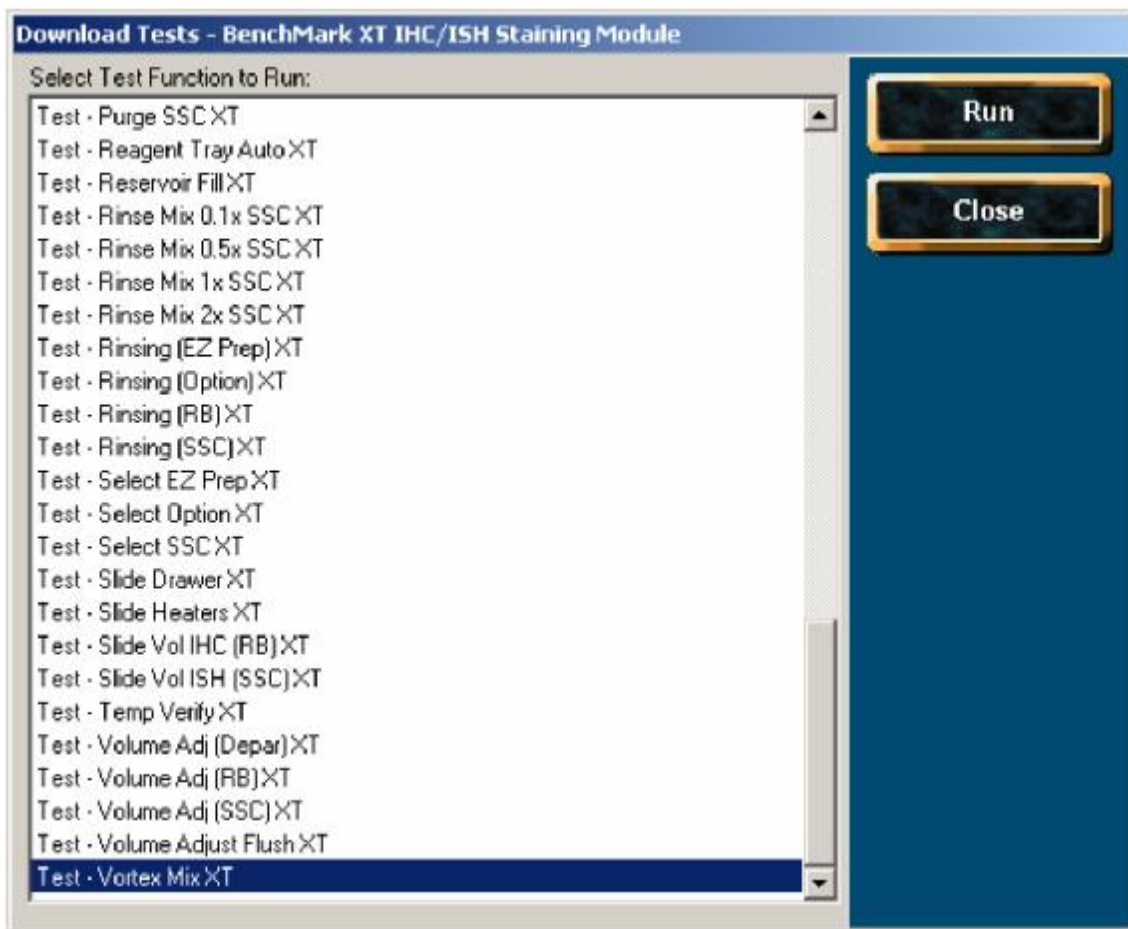 Download Tests - BenchMark XT IHC/ISH Staining Module
Select Test Function to Run:
Test - Purge SSC XT
Test - Reagent Tray Auto XT
Test - Reservoir Fill XT
Test - Rinse Mix 0.1x SSC XT
Test - Rinse Mix 0.5x SSC XT
Test - Rinse Mix 1x SSC XT
Test - Rinse Mix 2x SSC XT
Test - Rinsing (EZ Prep) XT
Test - Rinsing (Option) XT
Test - Rinsing (RB) XT
Test - Rinsing (SSC) XT
Test - Select EZ Prep XT
Test - Select Option XT
Test - Select SSC XT
Test - Slide Drawer XT
Test - Slide Heaters XT
Test - Slide Vol IHC (RB) XT
Test - Slide Vol ISH (SSC) XT
Test - Temp Verify XT
Test - Volume Adj (Depar) XT
Test - Volume Adj (RB) XT
Test - Volume Adj (SSC) XT
Test - Volume Adjust Flush XT
Test - Vortex Mix XT
Run
Close